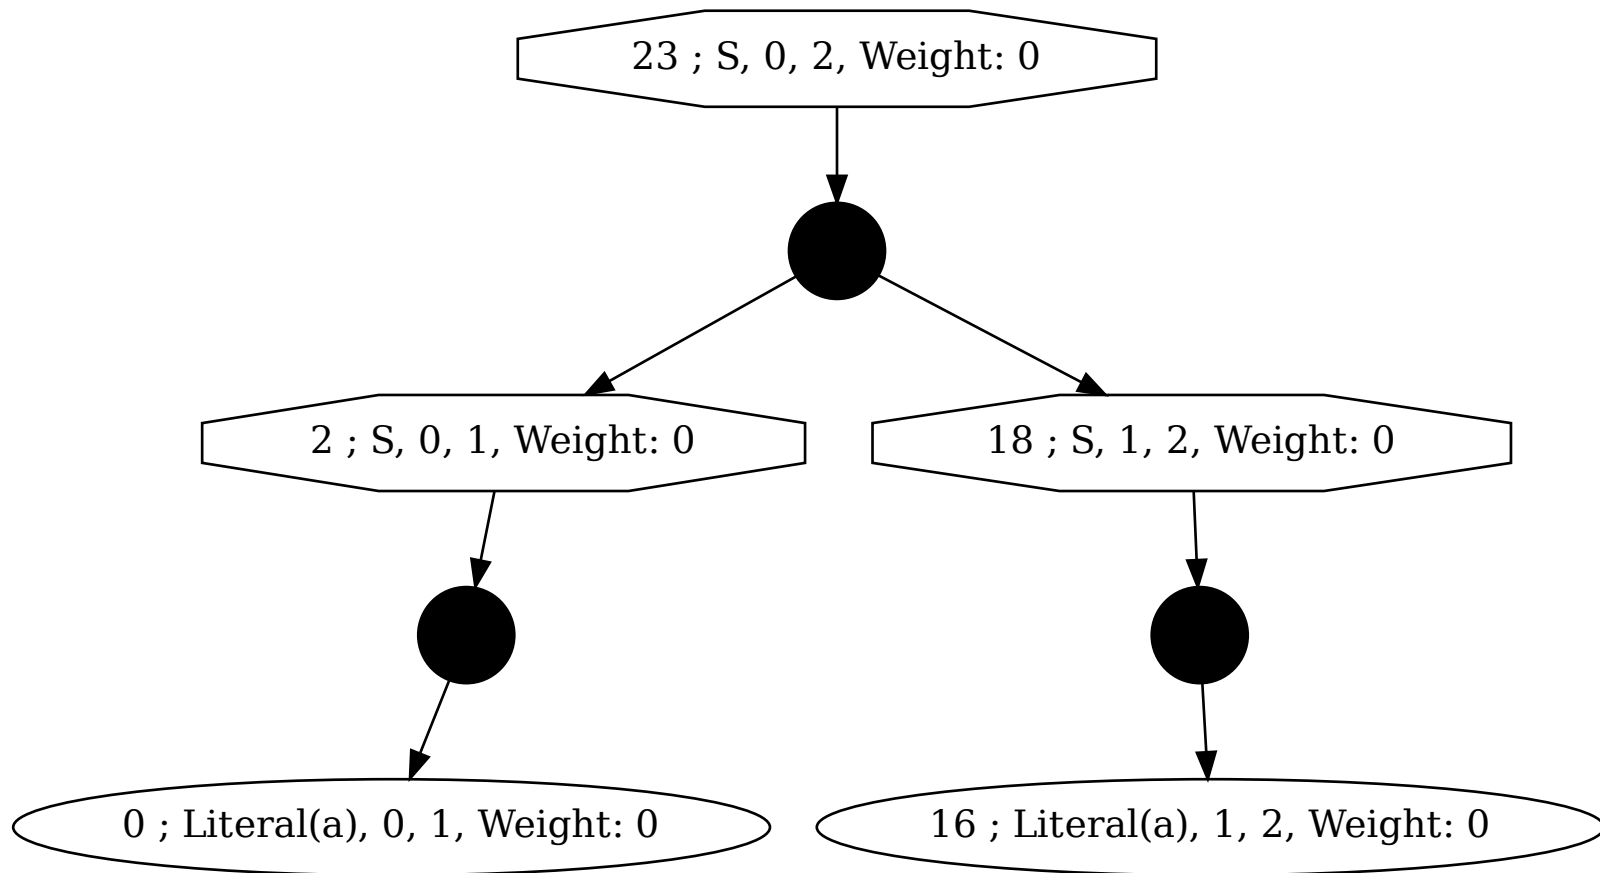 23 ; S, 0, 2, Weight: 0
2 ; S, 0, 1, Weight: 0
18 ; S, 1, 2, Weight: 0
0 ; Literal(a), 0, 1, Weight: 0
16 ; Literal(a), 1, 2, Weight: 0